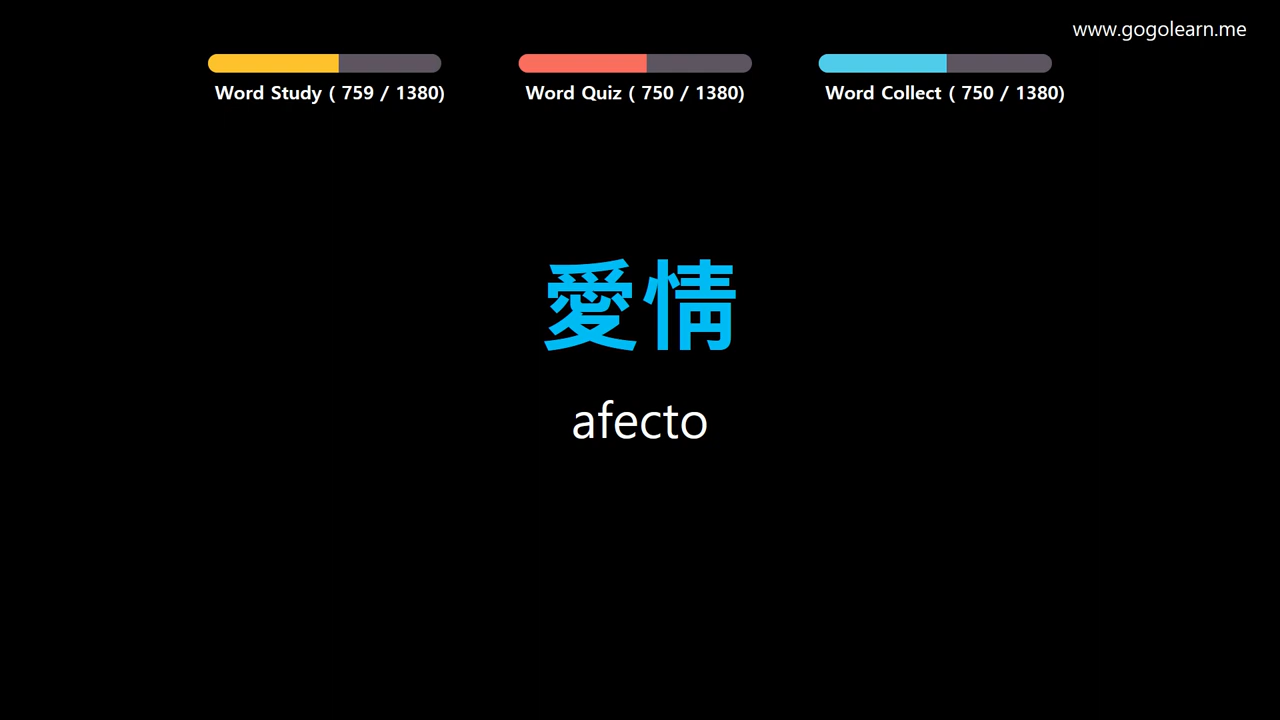 www.gogolearn.me
Word Study ( 759 / 1380)
Word Quiz ( 750 / 1380)
Word Collect ( 750 / 1380)
愛情
afecto